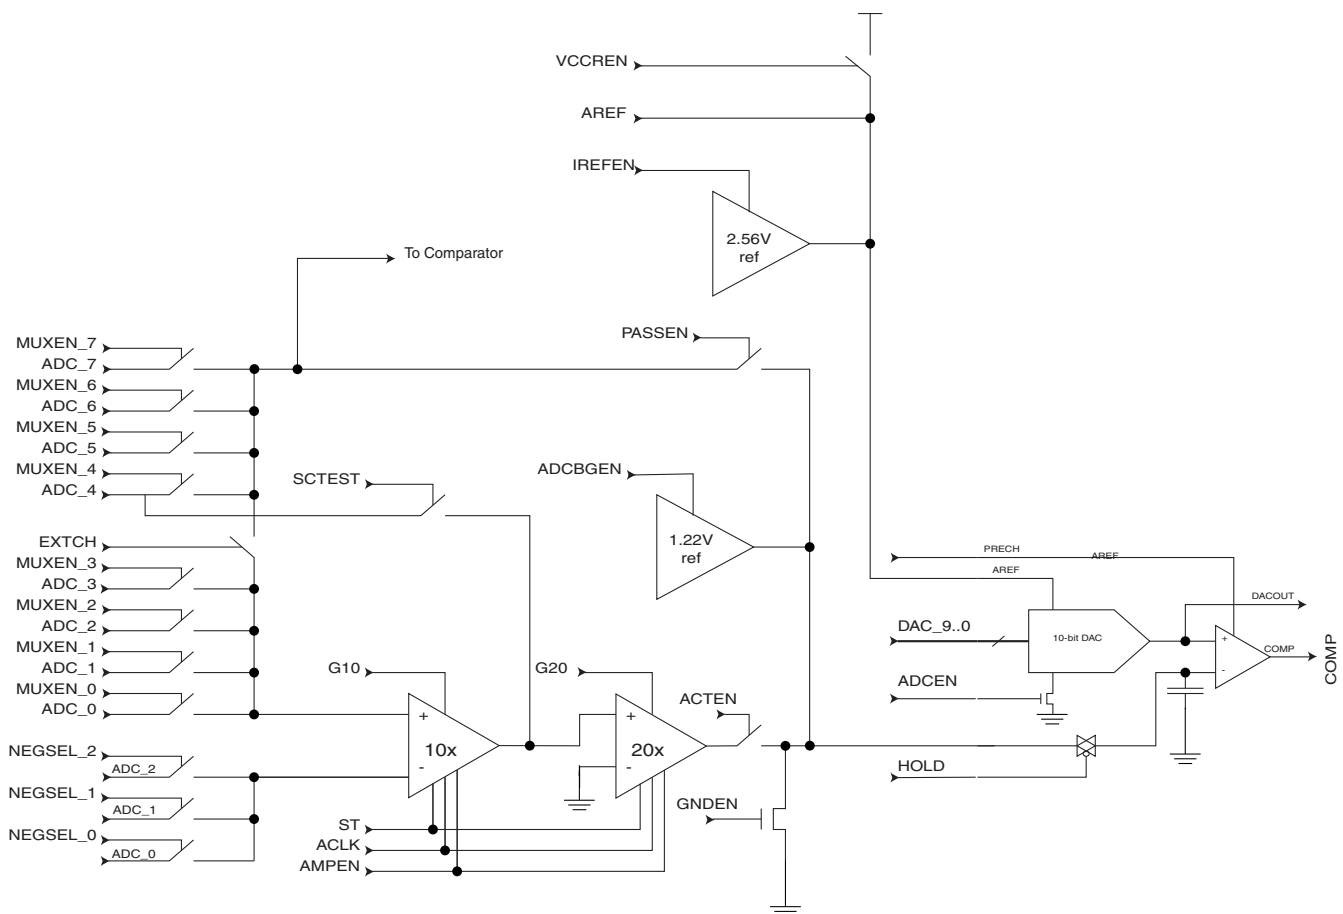 VCCREN
AREF
IREFEN
2.56V
ref
To Comparator
PASSEN
MUXEN_7
ADC_7
MUXEN_6
ADC_6
MUXEN_5
ADC_5
MUXEN_4
ADC_4
SCTEST
ADCBGEN
1.22V
ref
EXTCH
MUXEN_3
ADC_3
MUXEN_2
ADC_2
MUXEN_1
ADC_1
MUXEN_0
ADC_0
PRECH
AREF
AREF
DACOUT
DAC_9..0
10-bit DAC
+
-
COMP
COMP
ADCEN
G10
+
10x
-
G20
+
20x
-
ACTEN
HOLD
NEGSEL_2
ADC_2
NEGSEL_1
ADC_1
NEGSEL_0
ADC_0
ST
ACLK
AMPEN
GNDEN